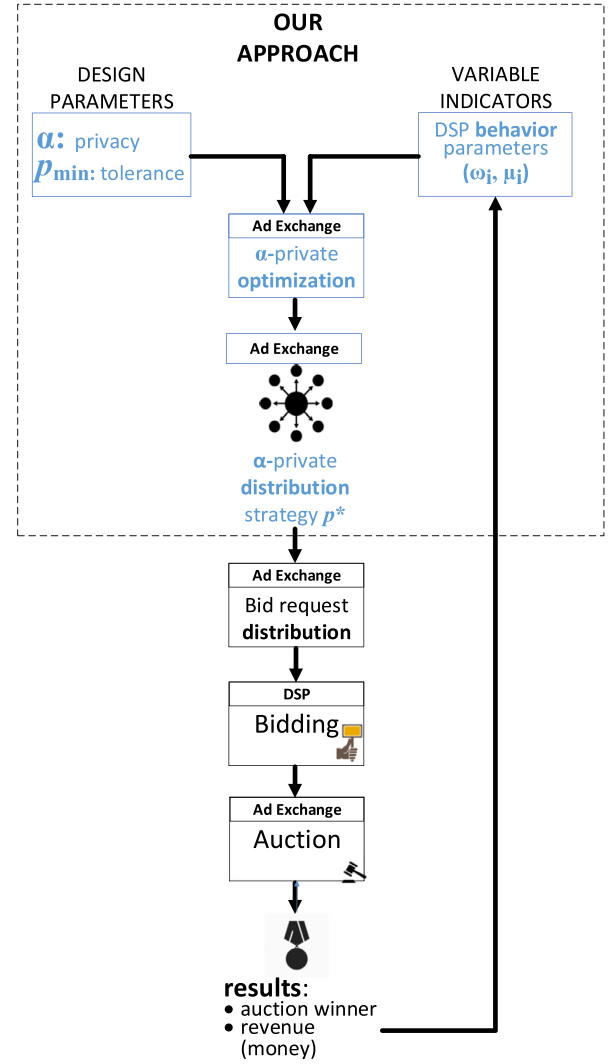 OUR
APPROACH
DESIGN
PARAMETERS
VARIABLE
INDICATORS
α: privacy
pmin: tolerance
DSP behavior
parameters
(ωi, μi)
Ad Exchange
α-private
optimization
Ad Exchange
α-private
distribution
strategy p*
Ad Exchange
Bid request
distribution
DSP
Bidding
Ad Exchange
Auction
results:
• auction winner
• revenue
(money)